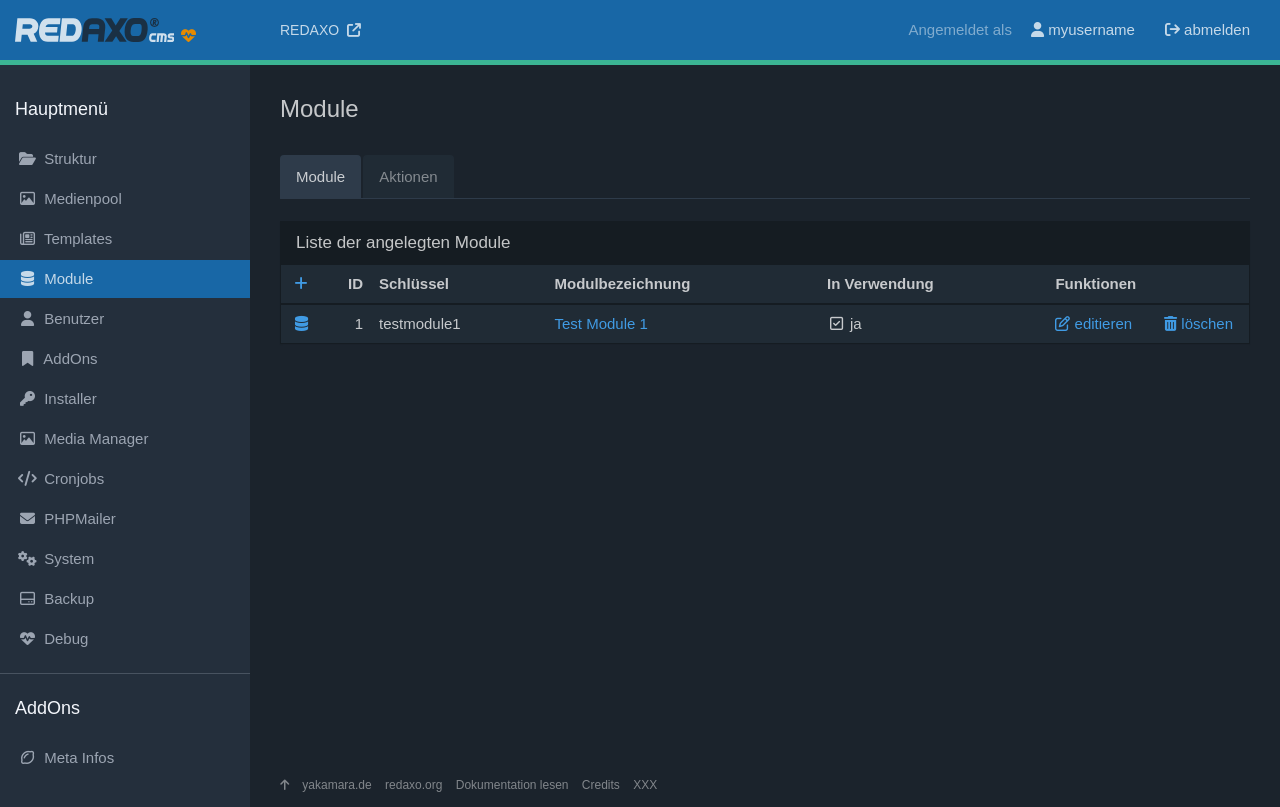 REDAXO® cms
REDAXO
Angemeldet als myusername abmelden
Hauptmenü
Struktur
Medienpool
Templates
Module
Benutzer
AddOns
Installer
Media Manager
Cronjobs
PHPMailer
System
Backup
Debug
AddOns
Meta Infos
Module
Module Aktionen
Liste der angelegten Module
ID Schlüssel Modulbezeichnung In Verwendung Funktionen
1 testmodule1 Test Module 1 ja editieren löschen
yakamara.de redaxo.org Dokumentation lesen Credits XXX